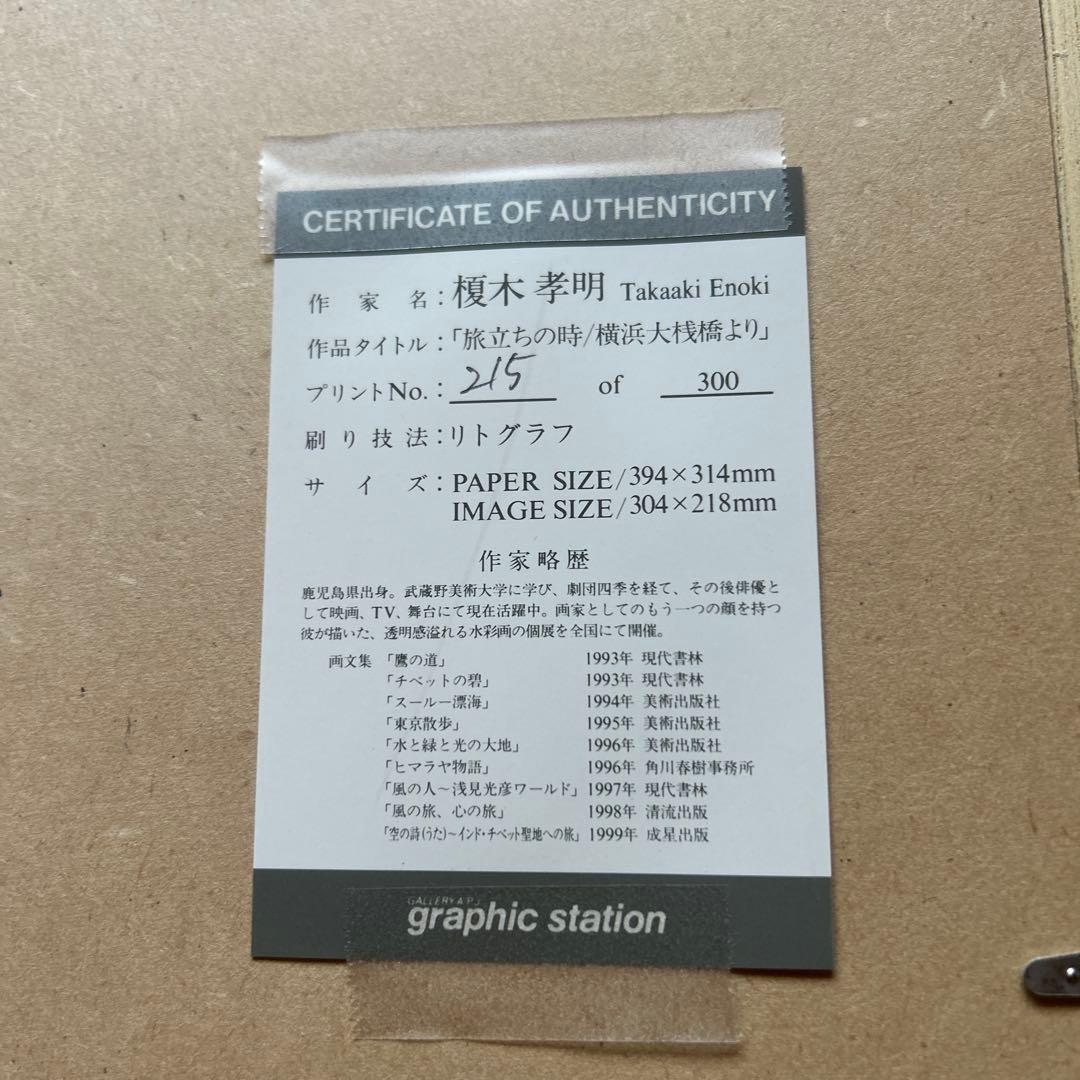 CERTIFICATE OF AUTHENTICITY
作家名:榎木 孝明 Takaaki Enoki
作品タイトル:「旅立ちの時/横浜大桟橋より」
プリントNo.: 215 of 300
刷り技法:リトグラフ
サイズ:PAPER SIZE/394×314mm
IMAGE SIZE/304×218mm
作家略歴
鹿児島県出身。武蔵野美術大学に学び、劇団四季を経て、その後俳優と
して映画、TV、舞台にて現在活躍中。画家としてのもう一つの顔を持つ
彼が描いた、透明感溢れる水彩画の個展を全国にて開催。
画文集 「鷹の道」 1993年 現代書林
「チベットの碧」 1993年 現代書林
「スールー漂海」 1994年 美術出版社
「東京散歩」 1995年 美術出版社
「水と緑と光の大地」 1996年 美術出版社
「ヒマラヤ物語」 1996年 角川春樹事務所
「風の人〜浅見光彦ワールド」 1997年 現代書林
「風の旅、心の旅」 1998年 清流出版
「空の詩(うた)〜インド・チベット聖地への旅」 1999年 成星出版
GALLERY
graphic station